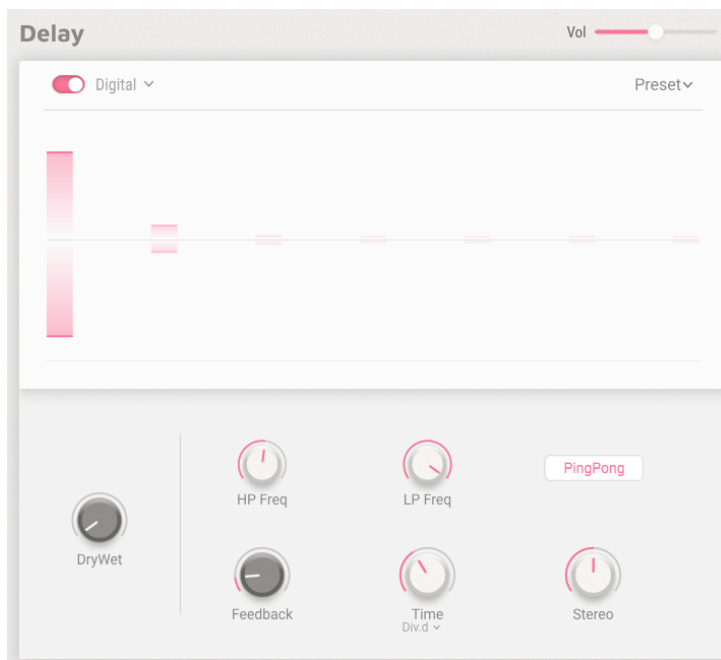 Delay
Vol
Digital
Preset
HP Freq
LP Freq
PingPong
DryWet
Feedback
Time
Stereo
Div.d